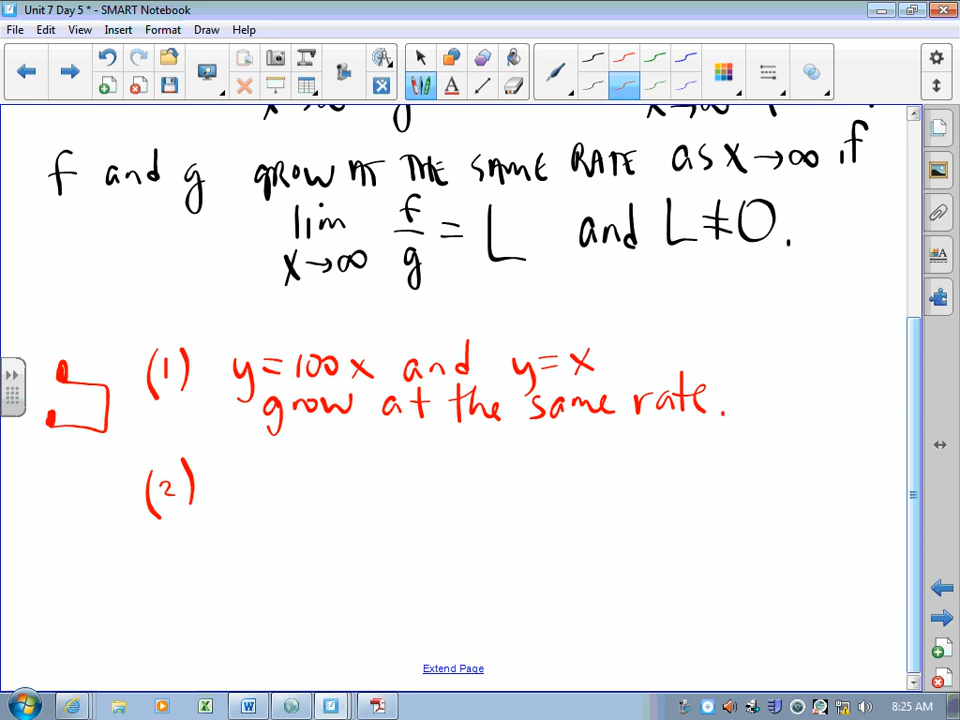 Unit 7 Day 5 * - SMART Notebook
File Edit View Insert Format Draw Help
x→∞ g x→∞
f and g GROW AT THE SAME RATE as x→∞ if
lim f/g = L and L≠0.
x→∞
(1) y=100x and y=x
grow at the same rate.
(2)
Extend Page
8:25 AM